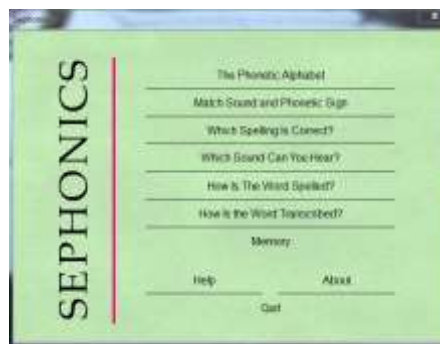 SEPHONICS
The Phonetic Alphabet
Match Sound and Phonetic Sign
Which Spelling Is Correct?
Which Sound Can You Hear?
How Is The Word Spelled?
How Is the Word Transcribed?
Memory
Help About
Quit